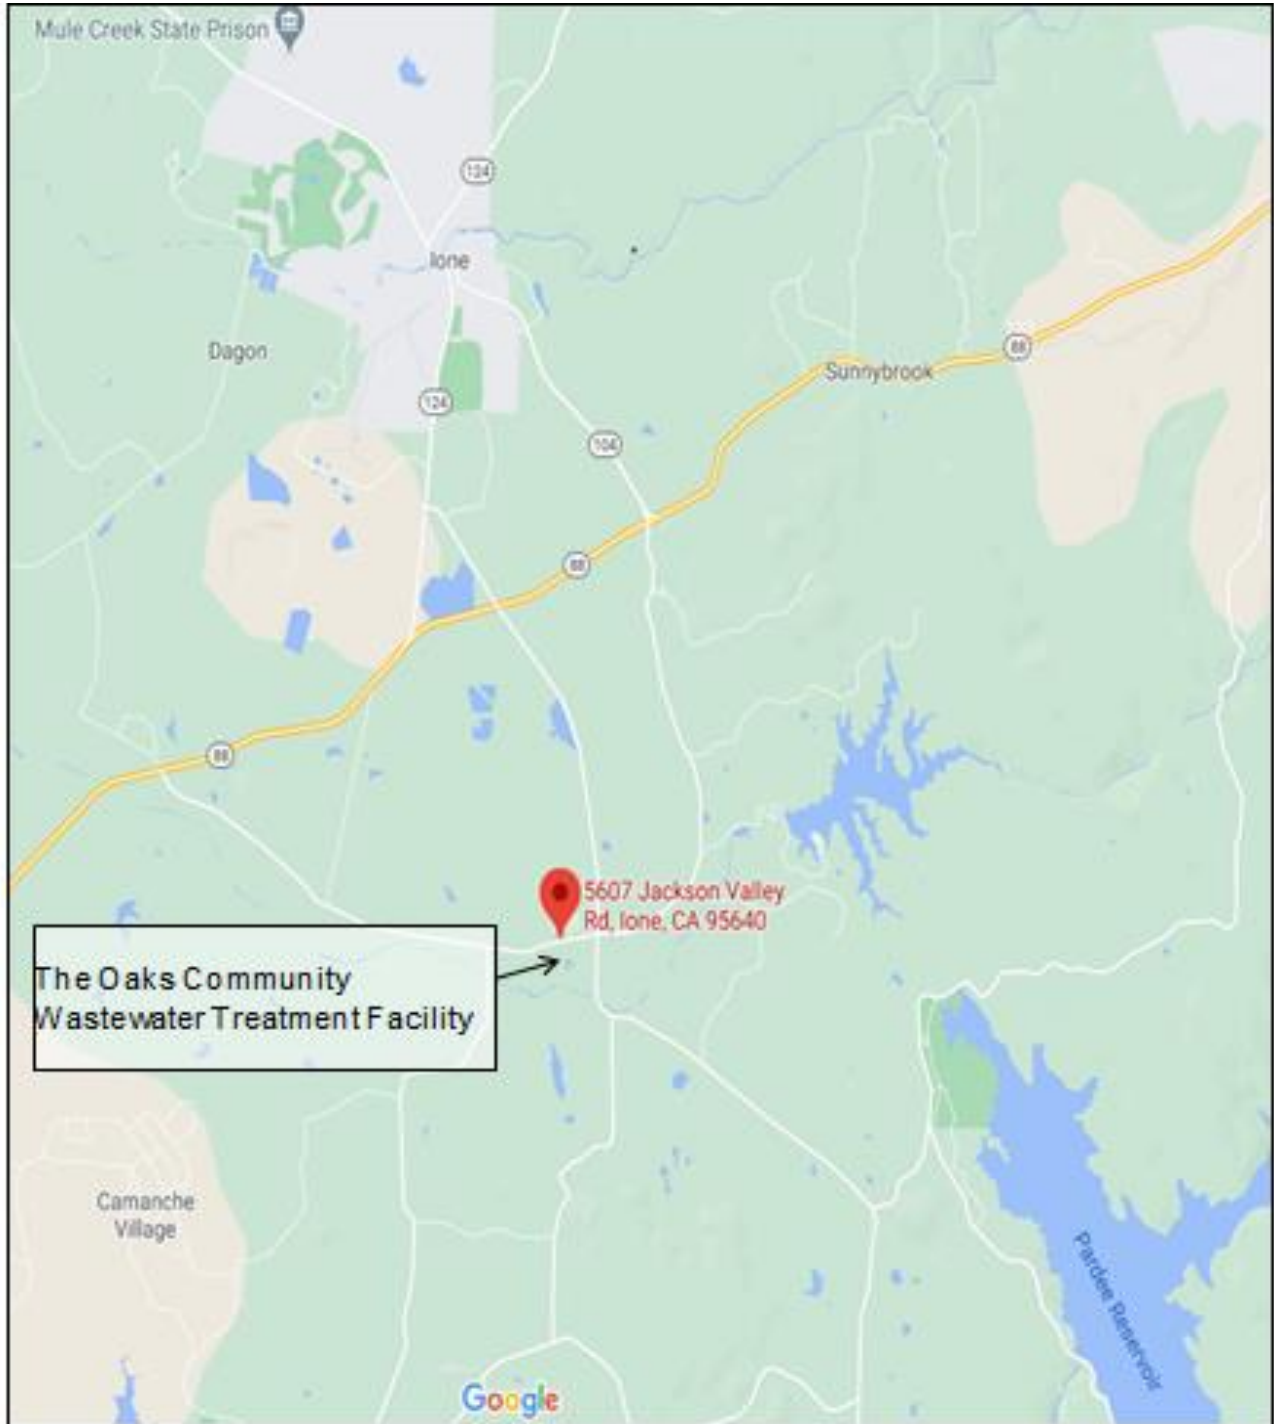 Mule Creek State Prison
124
Ione
Dagon
88
Sunnybrook
124
104
88
88
5607 Jackson Valley
Rd, Ione, CA 95640
The Oaks Community
Wastewater Treatment Facility
Camanche
Village
Pardee Reservoir
Google